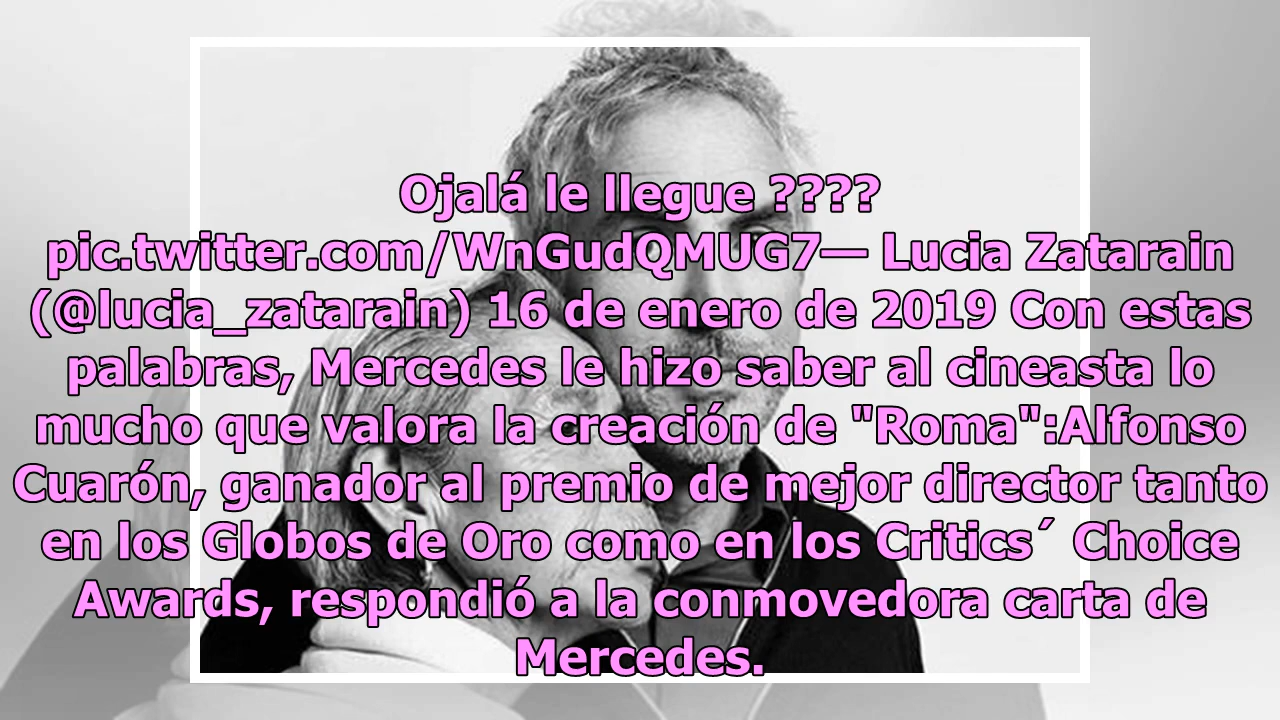 Ojalá le llegue ????
pic.twitter.com/WnGudQMUG7— Lucia Zatarain
(@lucia_zatarain) 16 de enero de 2019 Con estas
palabras, Mercedes le hizo saber al cineasta lo
mucho que valora la creación de "Roma":Alfonso
Cuarón, ganador al premio de mejor director tanto
en los Globos de Oro como en los Critics´ Choice
Awards, respondió a la conmovedora carta de
Mercedes.